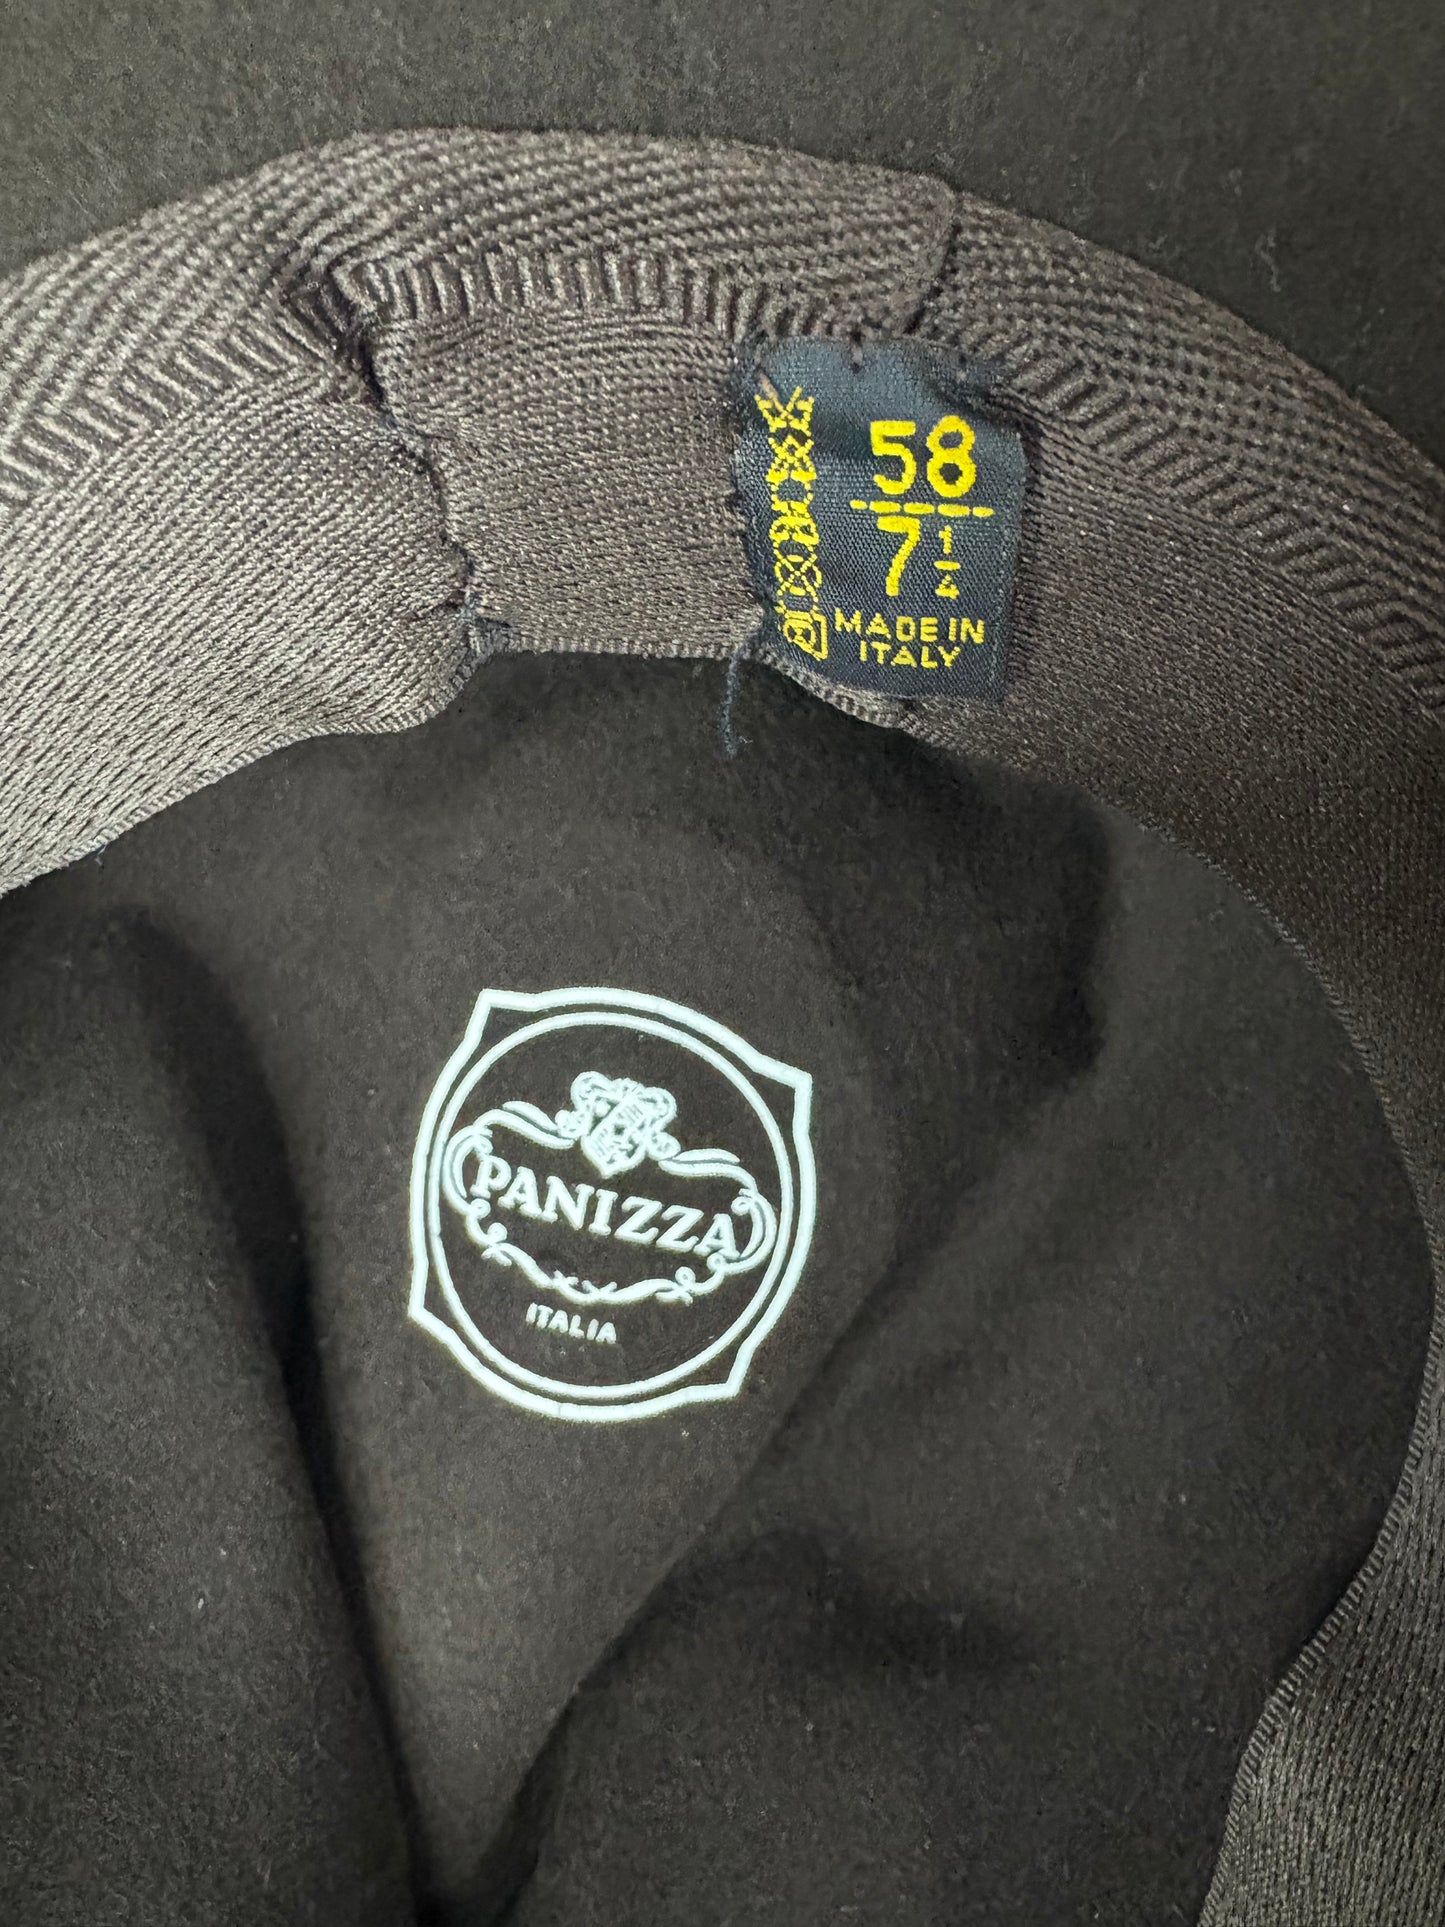 58
7 1/4
MADE IN
ITALY
PANIZZA
ITALIA